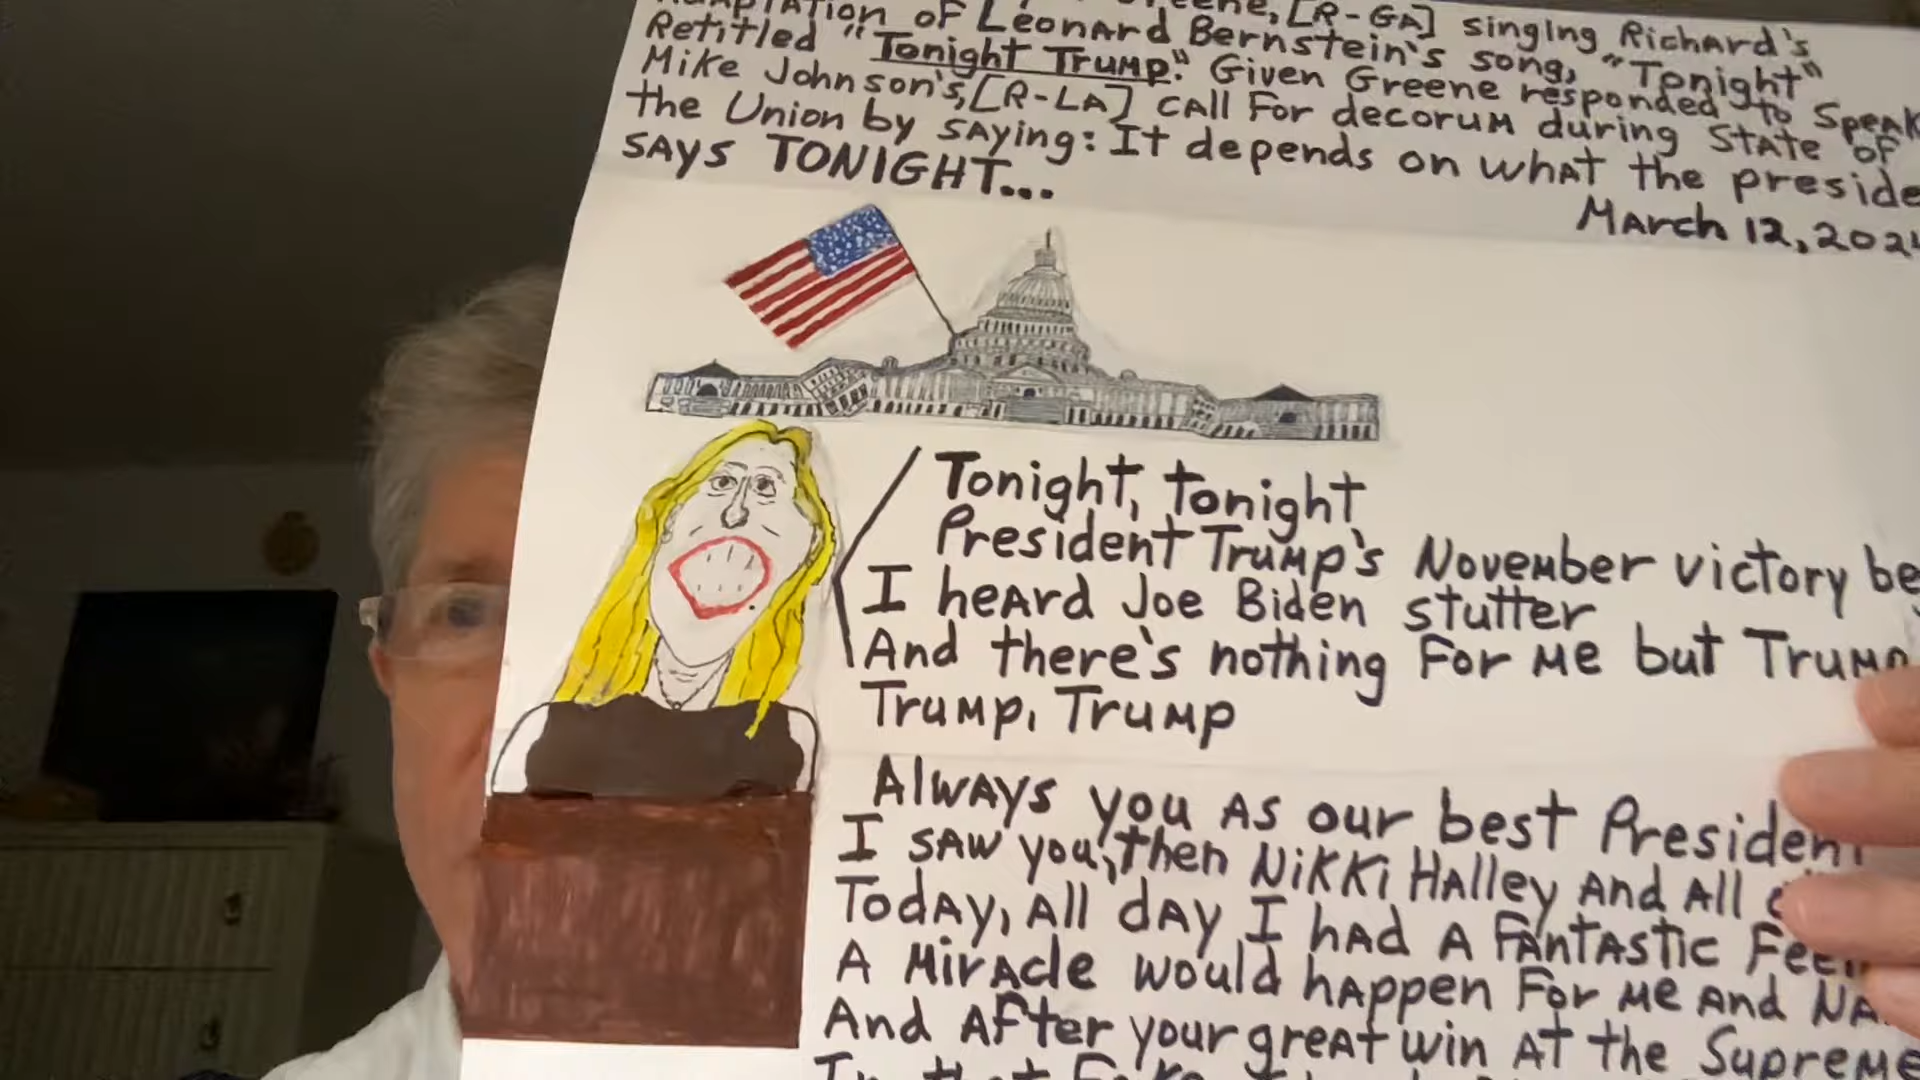 Adaptation of Leonard Bernstein's song, "Tonight"
Greene, [R-GA] singing Richard's
Retitled "Tonight Trump." Given Greene responded to
Mike Johnson's, [R-LA] call for decorum during State of
the Union by saying: It depends on what the
says TONIGHT...
March 12, 202
Tonight, tonight
President Trump's November victory
I heard Joe Biden stutter
And there's nothing for me but Trump
Trump, Trump
Always you as our best President
I saw you, then Nikki Halley and all
Today, all day I had a fantastic
A miracle would happen for me and
And after your great win at the Supreme